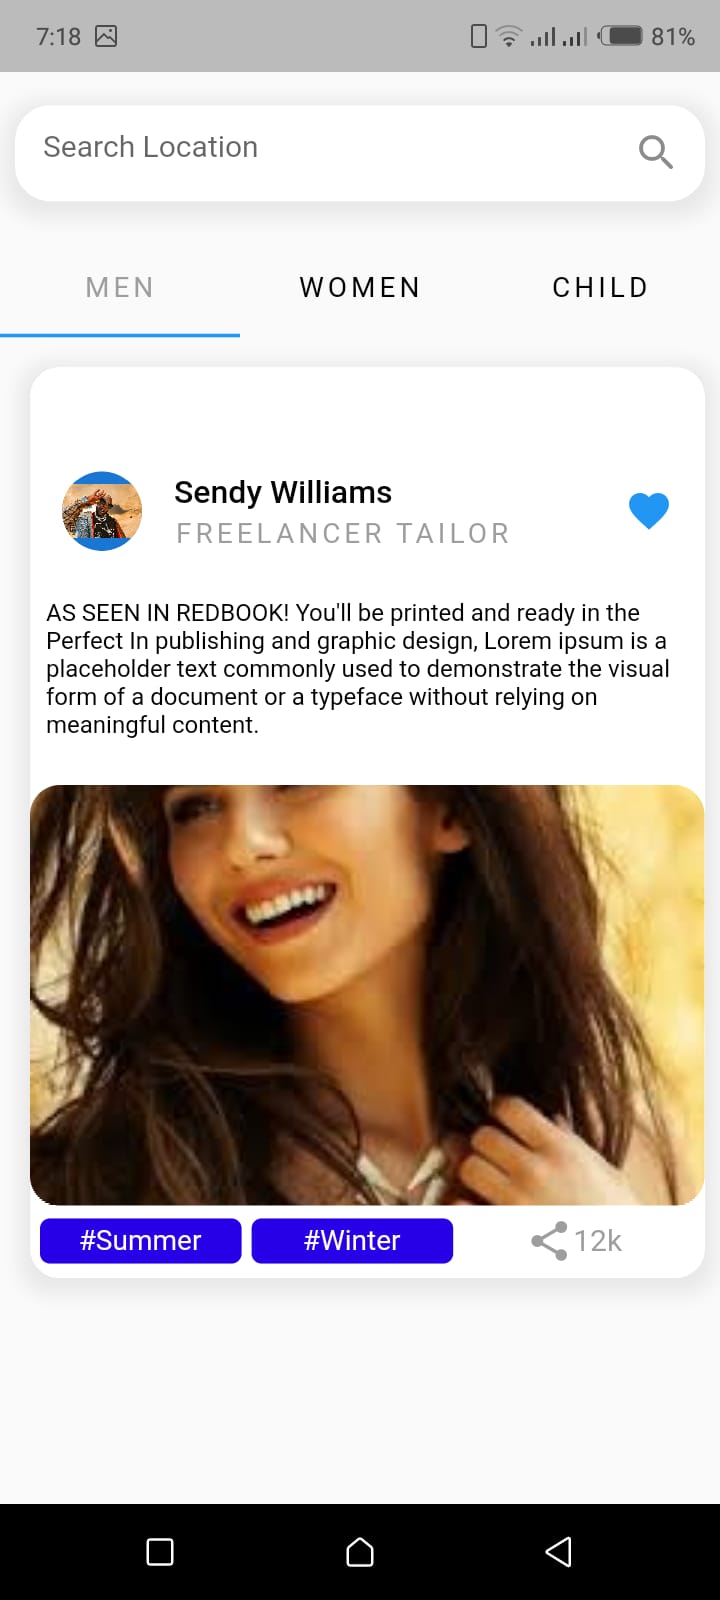 7:18 81%
Search Location
MEN WOMEN CHILD
Sendy Williams
FREELANCER TAILOR
AS SEEN IN REDBOOK! You'll be printed and ready in the
Perfect In publishing and graphic design, Lorem ipsum is a
placeholder text commonly used to demonstrate the visual
form of a document or a typeface without relying on
meaningful content.
#Summer #Winter 12k